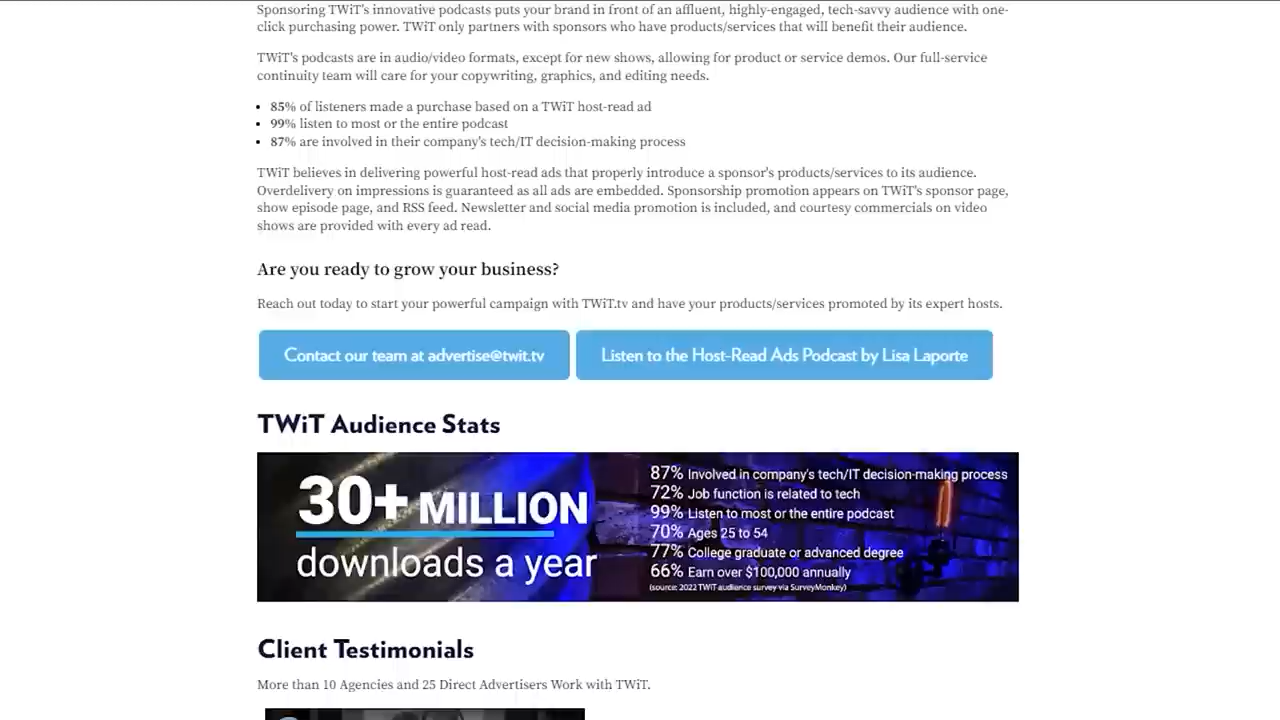 Sponsoring TWiT's innovative podcasts puts your brand in front of an affluent, highly-engaged, tech-savvy audience with one-
click purchasing power. TWiT only partners with sponsors who have products/services that will benefit their audience.
TWiT's podcasts are in audio/video formats, except for new shows, allowing for product or service demos. Our full-service
continuity team will care for your copywriting, graphics, and editing needs.
85% of listeners made a purchase based on a TWiT host-read ad
99% listen to most or the entire podcast
87% are involved in their company's tech/IT decision-making process
TWiT believes in delivering powerful host-read ads that properly introduce a sponsor's products/services to its audience.
Overdelivery on impressions is guaranteed as all ads are embedded. Sponsorship promotion appears on TWiT's sponsor page,
show episode page, and RSS feed. Newsletter and social media promotion is included, and courtesy commercials on video
shows are provided with every ad read.
Are you ready to grow your business?
Reach out today to start your powerful campaign with TWiT.tv and have your products/services promoted by its expert hosts.
Contact our team at advertise@twit.tv
Listen to the Host-Read Ads Podcast by Lisa Laporte
TWiT Audience Stats
30+ MILLION
downloads a year
87% Involved in company's tech/IT decision-making process
72% Job function is related to tech
99% Listen to most or the entire podcast
70% Ages 25 to 54
77% College graduate or advanced degree
66% Earn over $100,000 annually
(source: 2022 TWiT audience survey via SurveyMonkey)
Client Testimonials
More than 10 Agencies and 25 Direct Advertisers Work with TWiT.